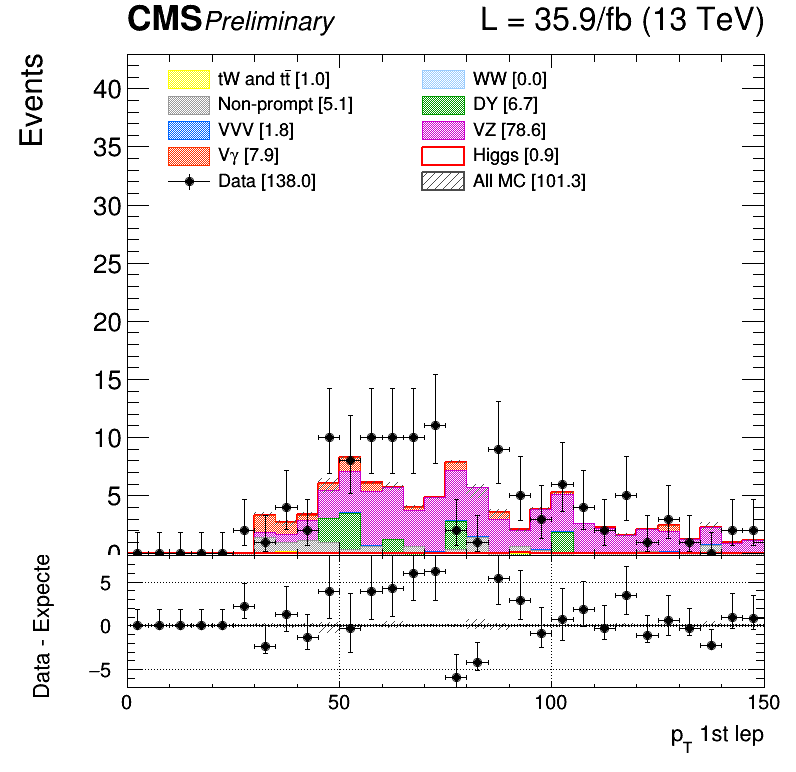 CMS Preliminary L = 35.9/fb (13 TeV)
Events
40
35
30
25
20
15
10
5
0
tW and tt̄ [1.0]
WW [0.0]
Non-prompt [5.1]
DY [6.7]
VVV [1.8]
VZ [78.6]
Vγ [7.9]
Higgs [0.9]
Data [138.0]
All MC [101.3]
Data - Expecte
5
0
−5
0 50 100 150
pT 1st lep